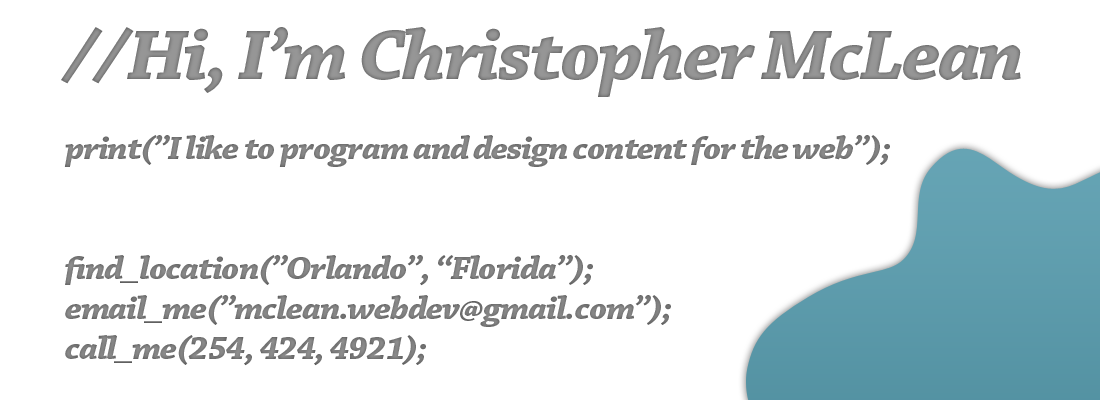 //Hi, I’m Christopher McLean
print(”I like to program and design content for the web”);
find_location(”Orlando”, “Florida”);
email_me(”mclean.webdev@gmail.com”);
call_me(254, 424, 4921);